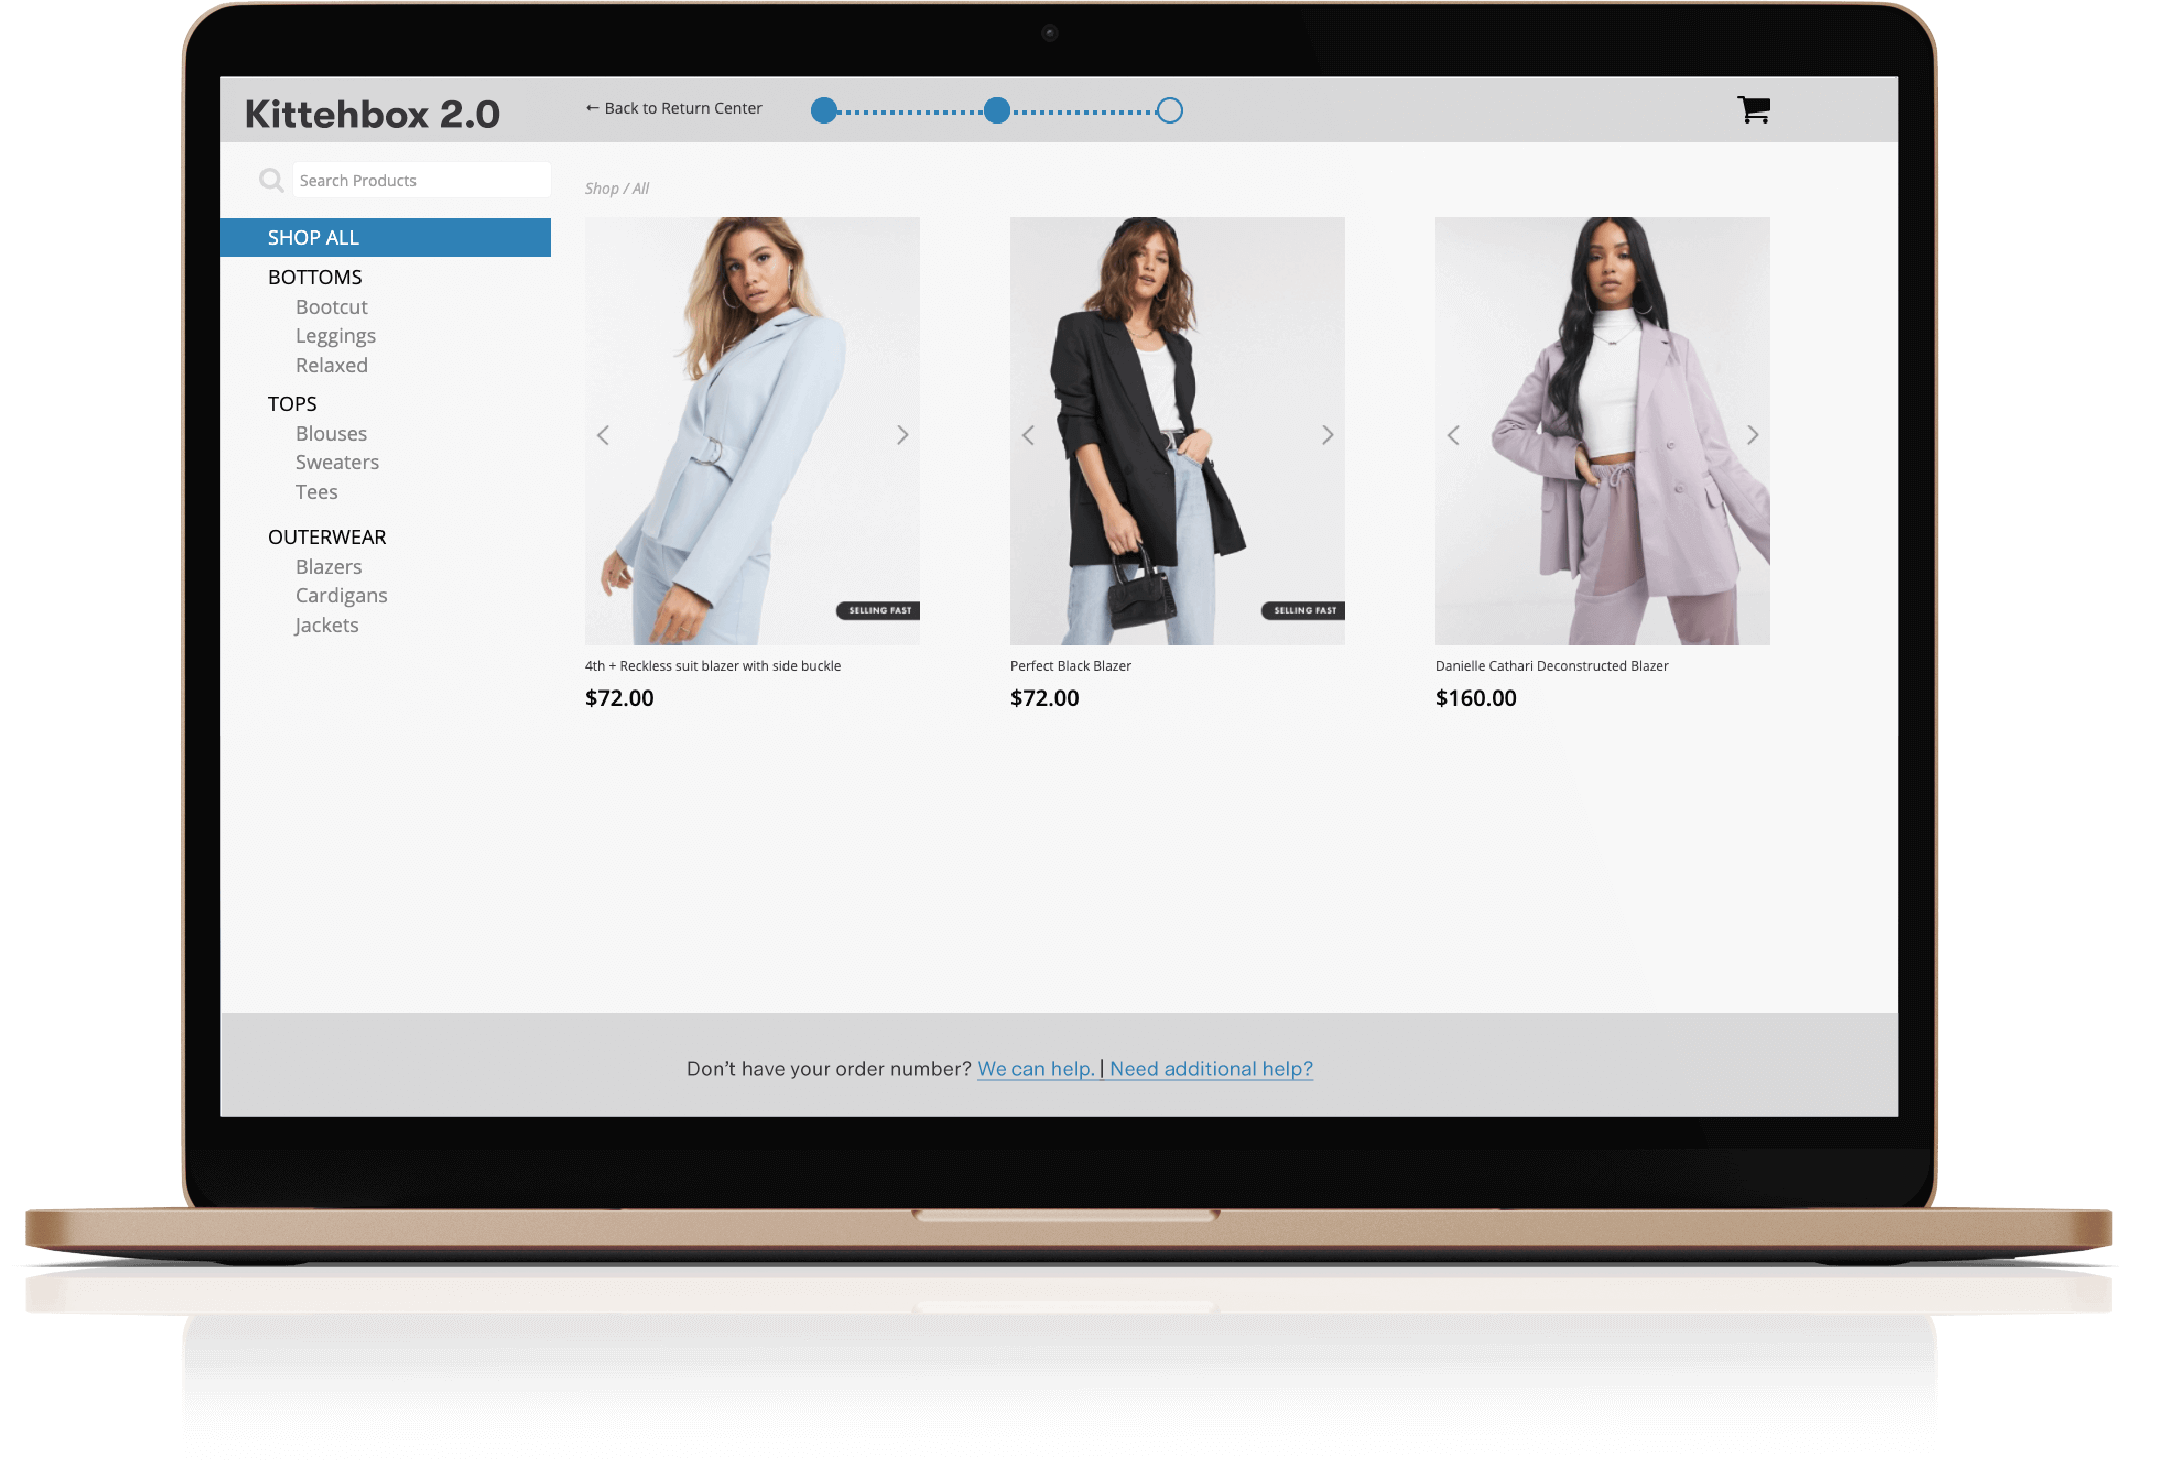 Kittehbox 2.0
← Back to Return Center
Search Products
SHOP ALL
BOTTOMS
Bootcut
Leggings
Relaxed
TOPS
Blouses
Sweaters
Tees
OUTERWEAR
Blazers
Cardigans
Jackets
Shop / All
SELLING FAST
4th + Reckless suit blazer with side buckle
$72.00
SELLING FAST
Perfect Black Blazer
$72.00
Danielle Cathari Deconstructed Blazer
$160.00
Don’t have your order number? We can help. | Need additional help?